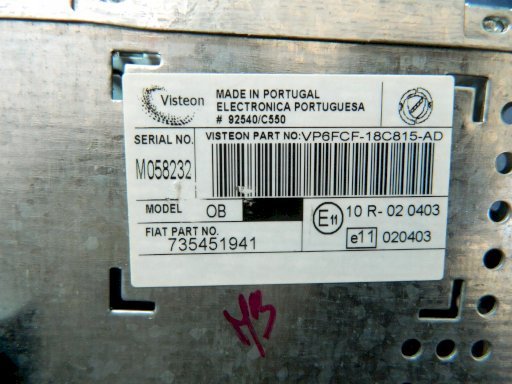 Visteon
MADE IN PORTUGAL
ELECTRONICA PORTUGUESA
# 92540/C550
SERIAL NO.
VISTEON PART NO: VP6FCF-18C815-AD
M058232
MODEL OB
E11 10 R- 02 0403
FIAT PART NO.
735451941
e11 020403